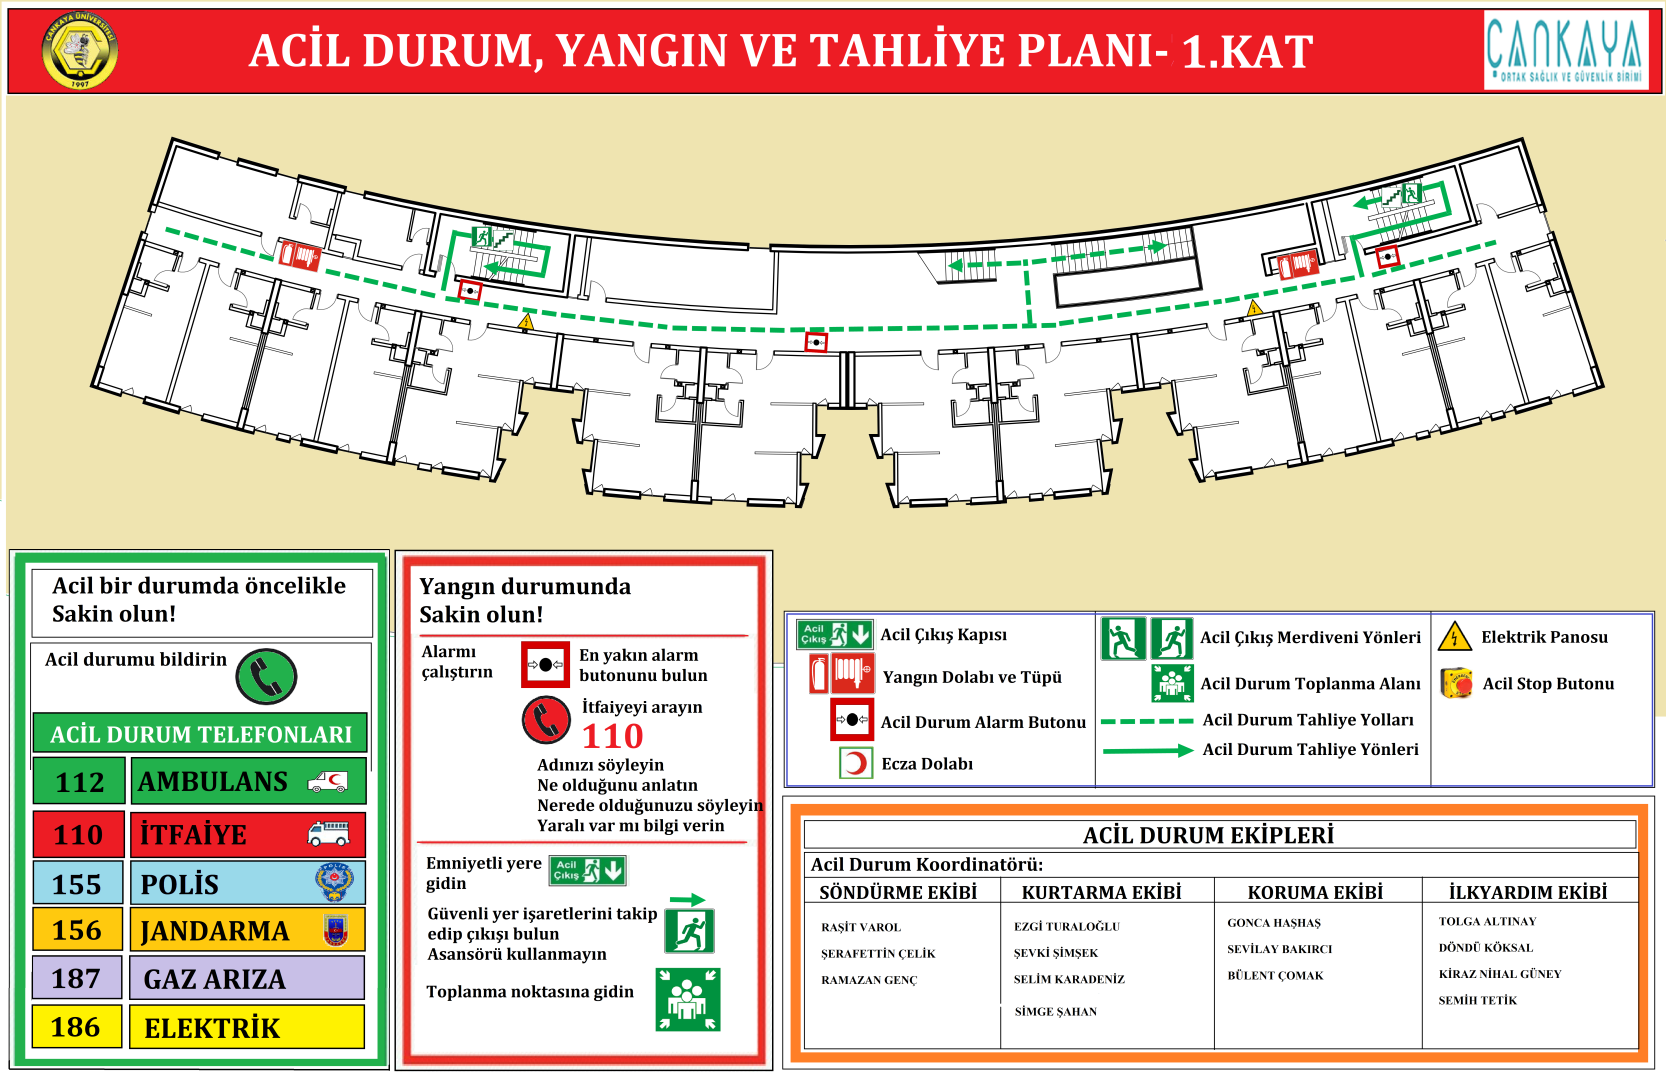 ÇANKAYA ÜNİVERSİTESİ
1997
ACİL DURUM, YANGIN VE TAHLİYE PLANI- 1.KAT
ÇANKAYA
ORTAK SAĞLIK VE GÜVENLİK BİRİMİ
Acil bir durumda öncelikle
Sakin olun!
Acil durumu bildirin
ACİL DURUM TELEFONLARI
112 AMBULANS
110 İTFAİYE
155 POLİS
156 JANDARMA
187 GAZ ARIZA
186 ELEKTRİK
Yangın durumunda
Sakin olun!
Alarmı
çalıştırın
En yakın alarm
butonunu bulun
İtfaiyeyi arayın
110
Adınızı söyleyin
Ne olduğunu anlatın
Nerede olduğunuzu söyleyin
Yaralı var mı bilgi verin
Emniyetli yere
gidin
Acil
Çıkış
Güvenli yer işaretlerini takip
edip çıkışı bulun
Asansörü kullanmayın
Toplanma noktasına gidin
Acil
Çıkış
Acil Çıkış Kapısı
Yangın Dolabı ve Tüpü
Acil Durum Alarm Butonu
Ecza Dolabı
Acil Çıkış Merdiveni Yönleri
Acil Durum Toplanma Alanı
Acil Durum Tahliye Yolları
Acil Durum Tahliye Yönleri
Elektrik Panosu
Acil Stop Butonu
ACİL DURUM EKİPLERİ
Acil Durum Koordinatörü:
SÖNDÜRME EKİBİ
RAŞİT VAROL
ŞERAFETTİN ÇELİK
RAMAZAN GENÇ
KURTARMA EKİBİ
EZGİ TURALOĞLU
ŞEVKİ ŞİMŞEK
SELİM KARADENİZ
SİMGE ŞAHAN
KORUMA EKİBİ
GONCA HAŞHAŞ
SEVİLAY BAKIRCI
BÜLENT ÇOMAK
İLKYARDIM EKİBİ
TOLGA ALTINAY
DÖNDÜ KÖKSAL
KİRAZ NİHAL GÜNEY
SEMİH TETİK